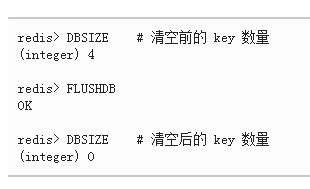 redis> DBSIZE    # 清空前的 key 数量
(integer) 4
redis> FLUSHDB
OK
redis> DBSIZE    # 清空后的 key 数量
(integer) 0